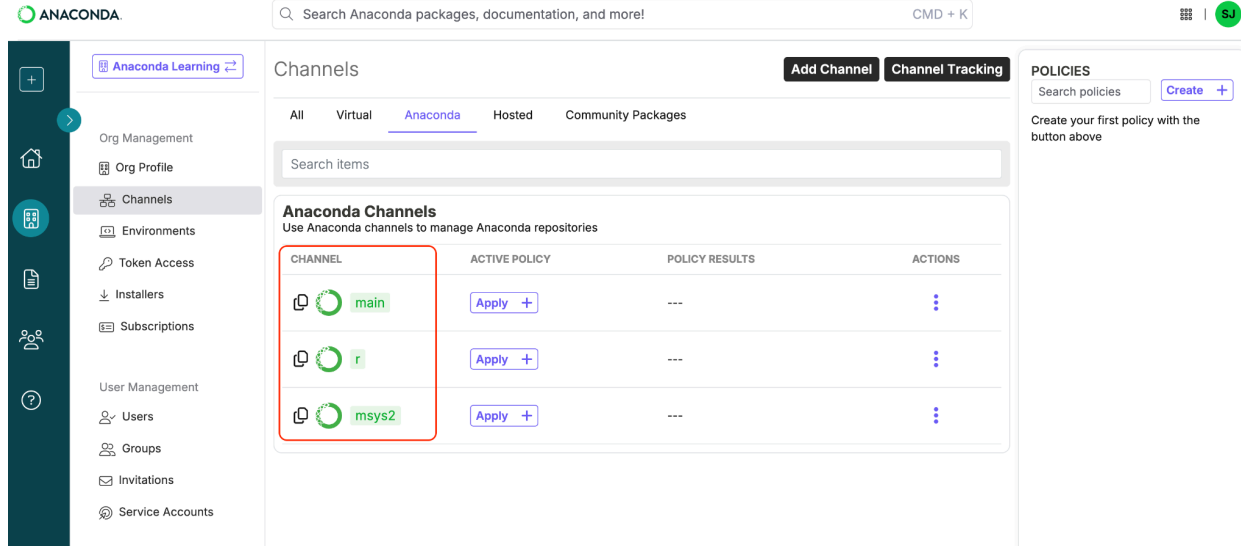 ANACONDA.
Search Anaconda packages, documentation, and more!
CMD + K
SJ
Anaconda Learning
Org Management
Org Profile
Channels
Environments
Token Access
Installers
Subscriptions
User Management
Users
Groups
Invitations
Service Accounts
Channels
Add Channel
Channel Tracking
All Virtual Anaconda Hosted Community Packages
Search items
Anaconda Channels
Use Anaconda channels to manage Anaconda repositories
CHANNEL ACTIVE POLICY POLICY RESULTS ACTIONS
main Apply + ---
r Apply + ---
msys2 Apply + ---
POLICIES
Search policies Create +
Create your first policy with the
button above